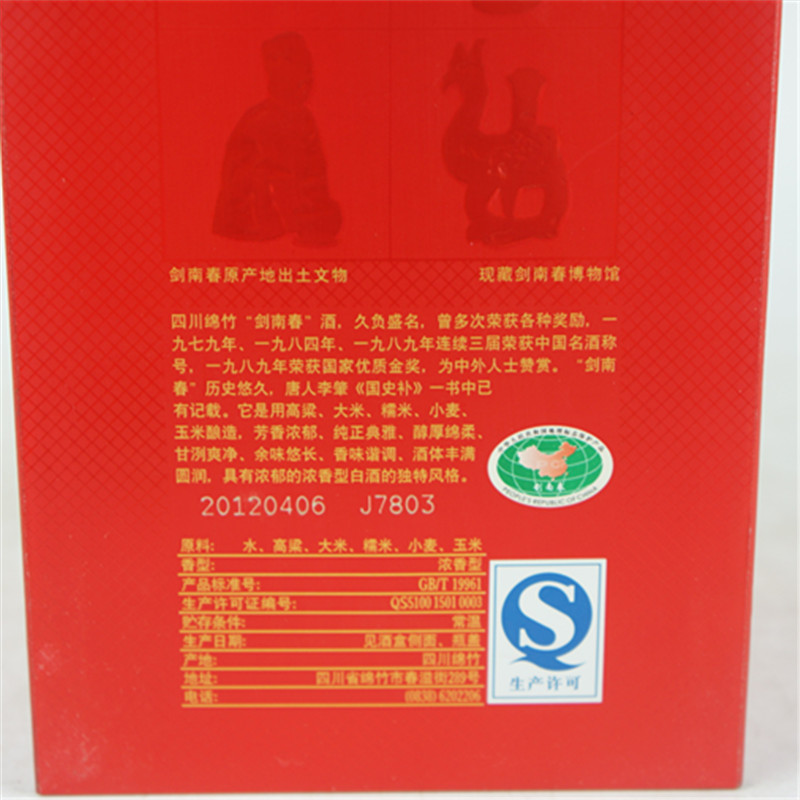 剑南春原产地出土文物
现藏剑南春博物馆
四川绵竹“剑南春”酒，久负盛名，曾多次荣获各种奖励，一
九七九年、一九八四年、一九八九年连续三届荣获中国名酒称
号，一九八九年荣获国家优质金奖，为中外人士赞赏。“剑南
春”历史悠久，唐人李肇《国史补》一书中已
有记载。它是用高粱、大米、糯米、小麦、
玉米酿造，芳香浓郁、纯正典雅、醇厚绵柔、
甘洌爽净、余味悠长、香味谐调、酒体丰满
圆润，具有浓郁的浓香型白酒的独特风格。
20120406 J7803
PEOPLE'S REPUBLIC OF CHINA
原料： 水、高粱、大米、糯米、小麦、玉米
香型： 浓香型
产品标准号： GB/T 19961
生产许可证编号： QS5100 1501 0003
贮存条件： 常温
生产日期： 见酒盒侧面、瓶盖
产地： 四川绵竹
地址： 四川省绵竹市春溢街289号
电话： (0838) 6202206
S
生产许可